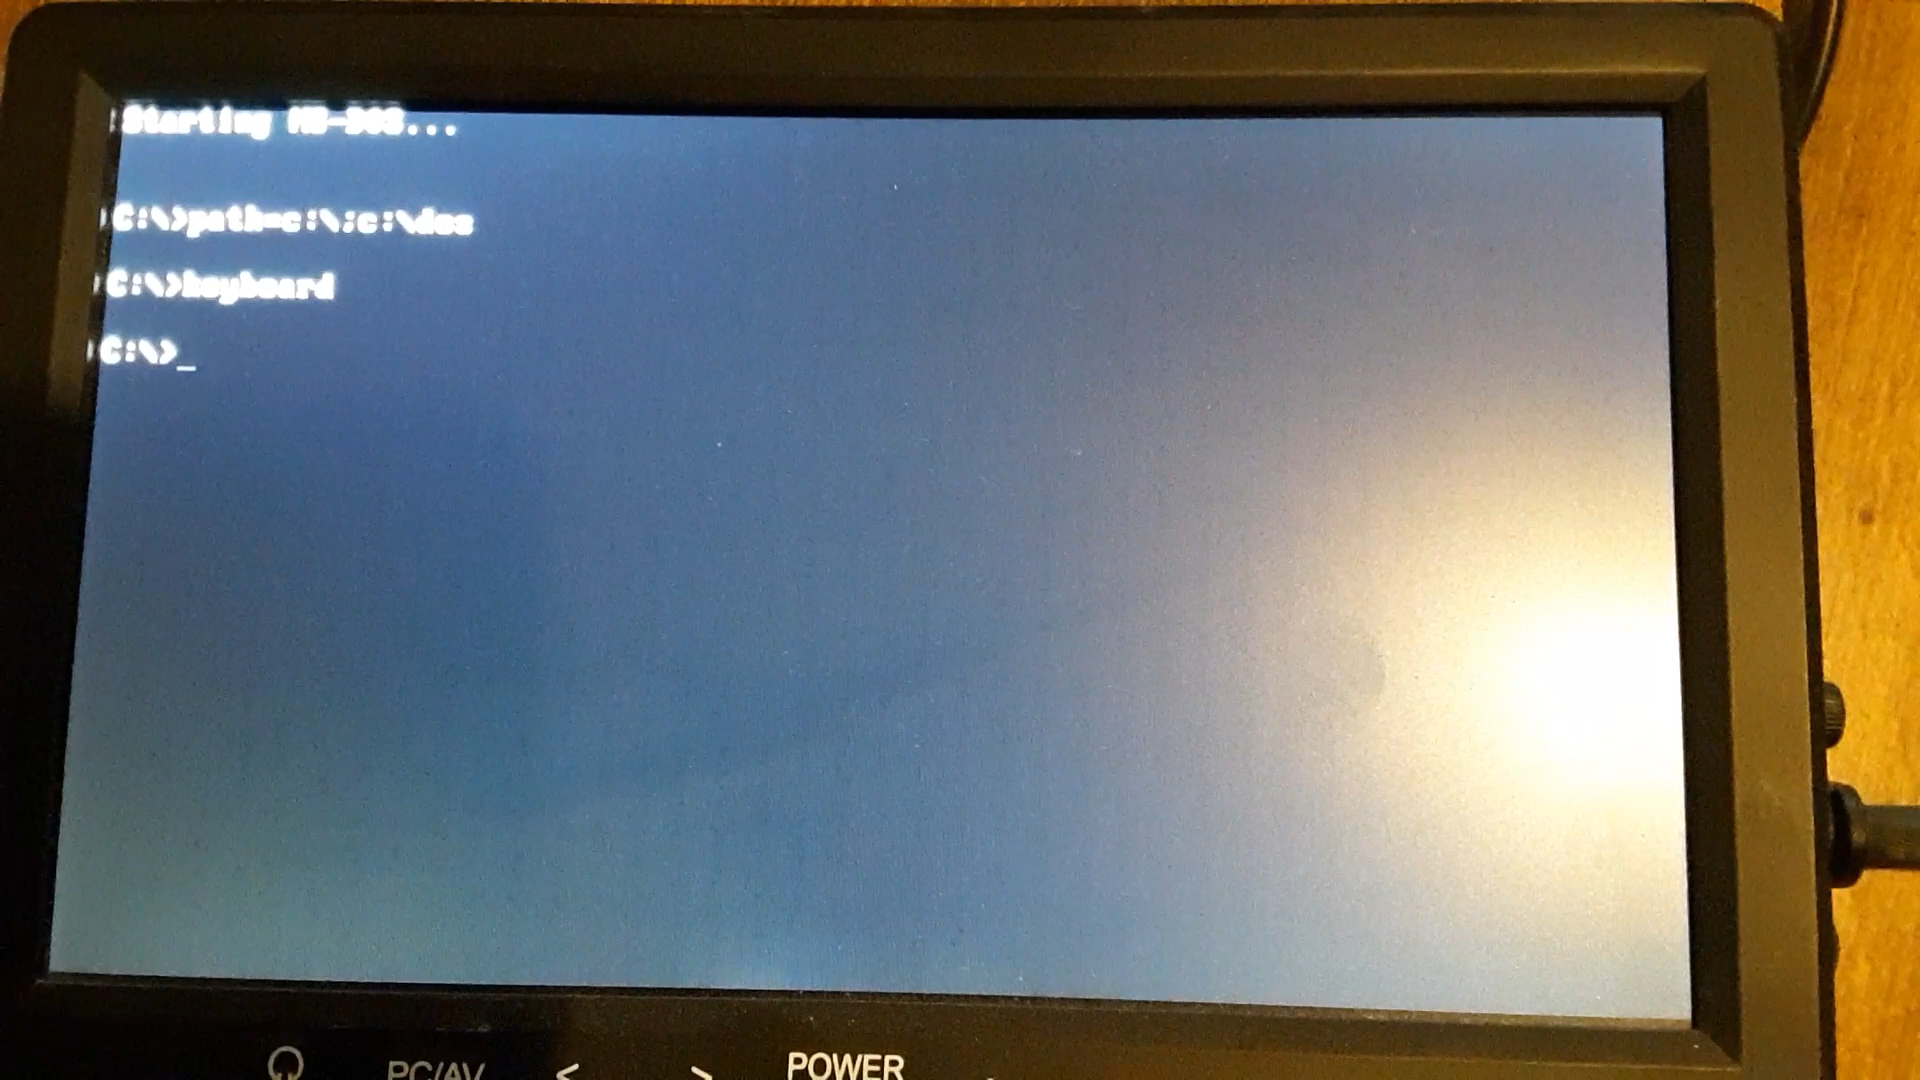 Starting MS-DOS...
C:\>path=c:\;c:\dos
C:\>keyboard
C:\>_
PC/AV < > POWER